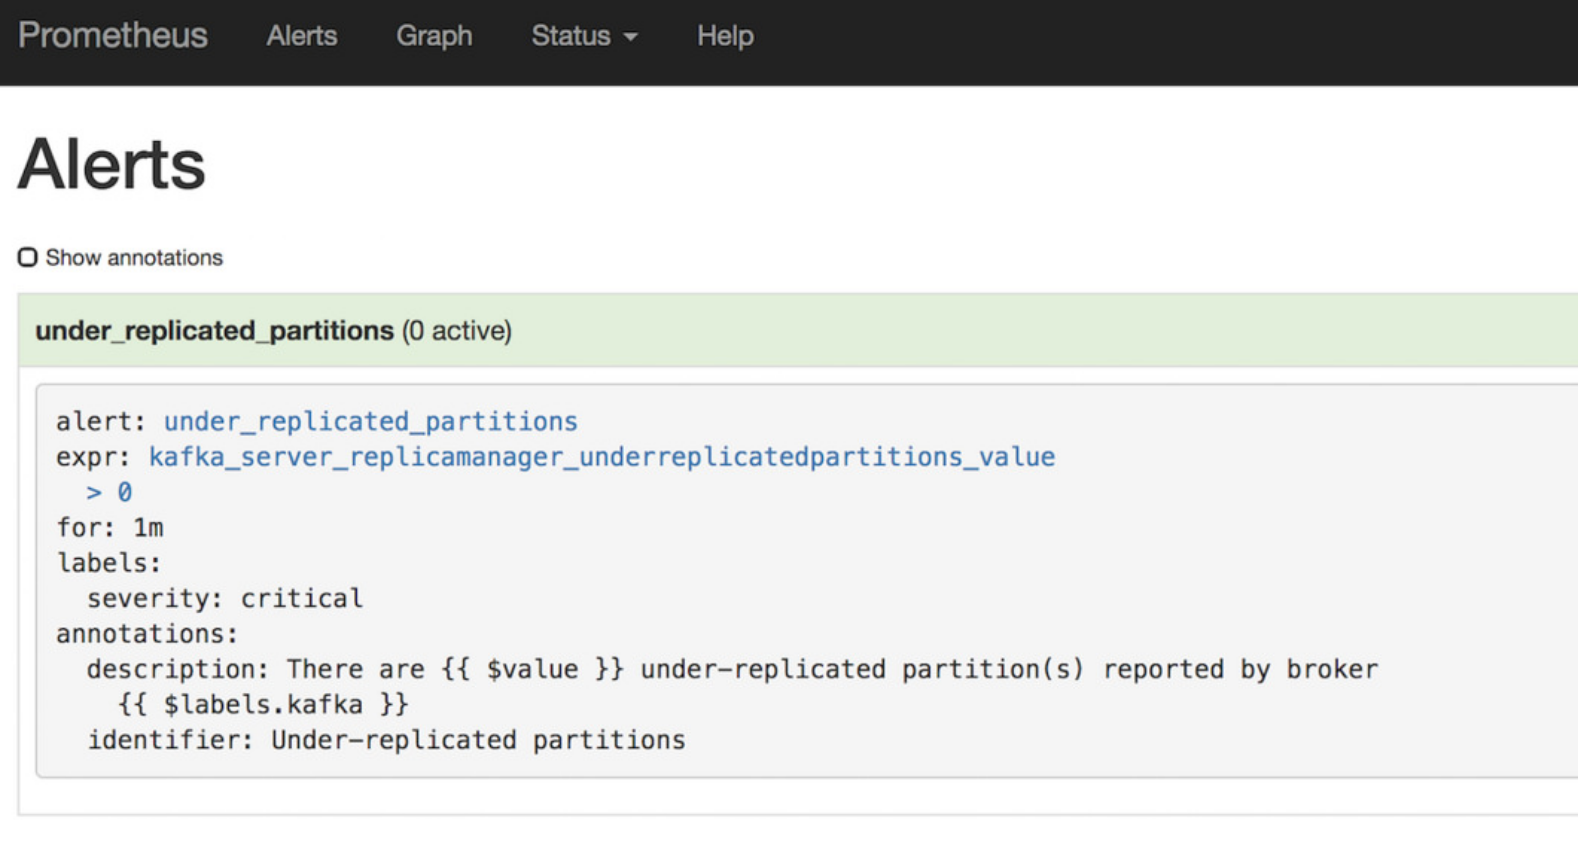 Prometheus Alerts Graph Status Help
Alerts
Show annotations
under_replicated_partitions (0 active)
alert: under_replicated_partitions
expr: kafka_server_replicamanager_underreplicatedpartitions_value
> 0
for: 1m
labels:
severity: critical
annotations:
description: There are {{ $value }} under-replicated partition(s) reported by broker
{{ $labels.kafka }}
identifier: Under-replicated partitions